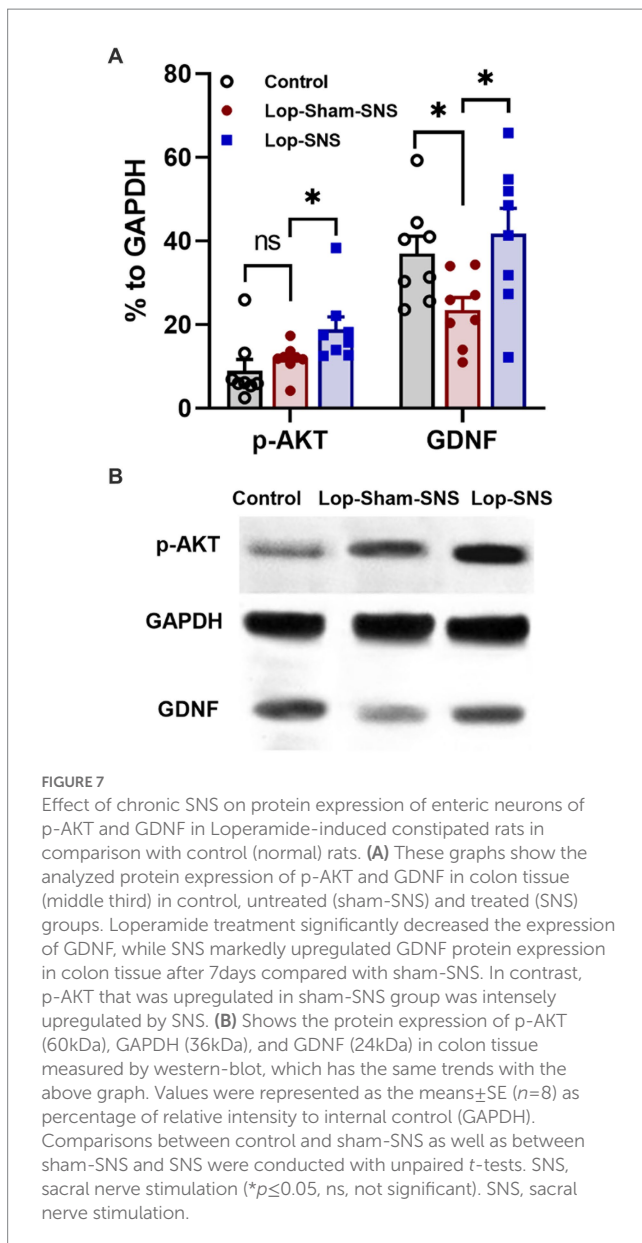 A
80
60
40
20
0
% to GAPDH
Control
Lop-Sham-SNS
Lop-SNS
ns
*
*
*
p-AKT
GDNF
B
Control Lop-Sham-SNS Lop-SNS
p-AKT
GAPDH
GDNF
FIGURE 7
Effect of chronic SNS on protein expression of enteric neurons of
p-AKT and GDNF in Loperamide-induced constipated rats in
comparison with control (normal) rats. (A) These graphs show the
analyzed protein expression of p-AKT and GDNF in colon tissue
(middle third) in control, untreated (sham-SNS) and treated (SNS)
groups. Loperamide treatment significantly decreased the expression
of GDNF, while SNS markedly upregulated GDNF protein expression
in colon tissue after 7days compared with sham-SNS. In contrast,
p-AKT that was upregulated in sham-SNS group was intensely
upregulated by SNS. (B) Shows the protein expression of p-AKT
(60kDa), GAPDH (36kDa), and GDNF (24kDa) in colon tissue
measured by western-blot, which has the same trends with the
above graph. Values were represented as the means±SE (n=8) as
percentage of relative intensity to internal control (GAPDH).
Comparisons between control and sham-SNS as well as between
sham-SNS and SNS were conducted with unpaired t-tests. SNS,
sacral nerve stimulation (*p≤0.05, ns, not significant). SNS, sacral
nerve stimulation.